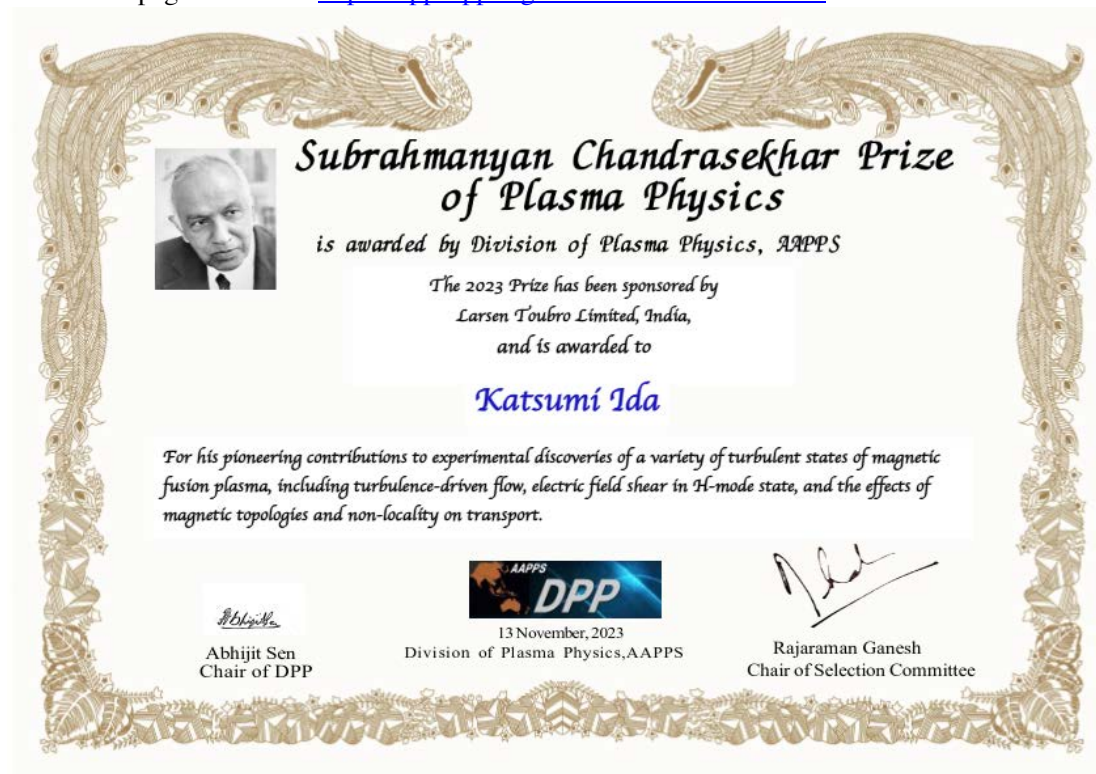 Subrahmanyan Chandrasekhar Prize
of Plasma Physics
is awarded by Division of Plasma Physics, AAPPS
The 2023 Prize has been sponsored by
Larsen Toubro Limited, India,
and is awarded to
Katsumi Ida
For his pioneering contributions to experimental discoveries of a variety of turbulent states of magnetic
fusion plasma, including turbulence-driven flow, electric field shear in H-mode state, and the effects of
magnetic topologies and non-locality on transport.
AAPPS
DPP
13 November, 2023
Division of Plasma Physics,AAPPS
Abhijit Sen
Chair of DPP
Rajaraman Ganesh
Chair of Selection Committee